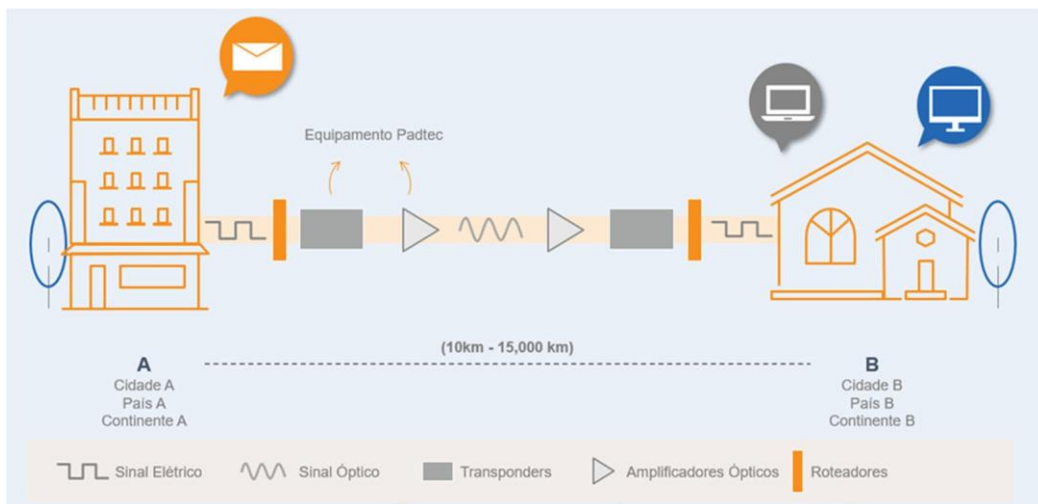 Equipamento Padtec
(10km - 15,000 km)
A
Cidade A
País A
Continente A
B
Cidade B
País B
Continente B
Sinal Elétrico
Sinal Óptico
Transponders
Amplificadores Ópticos
Roteadores